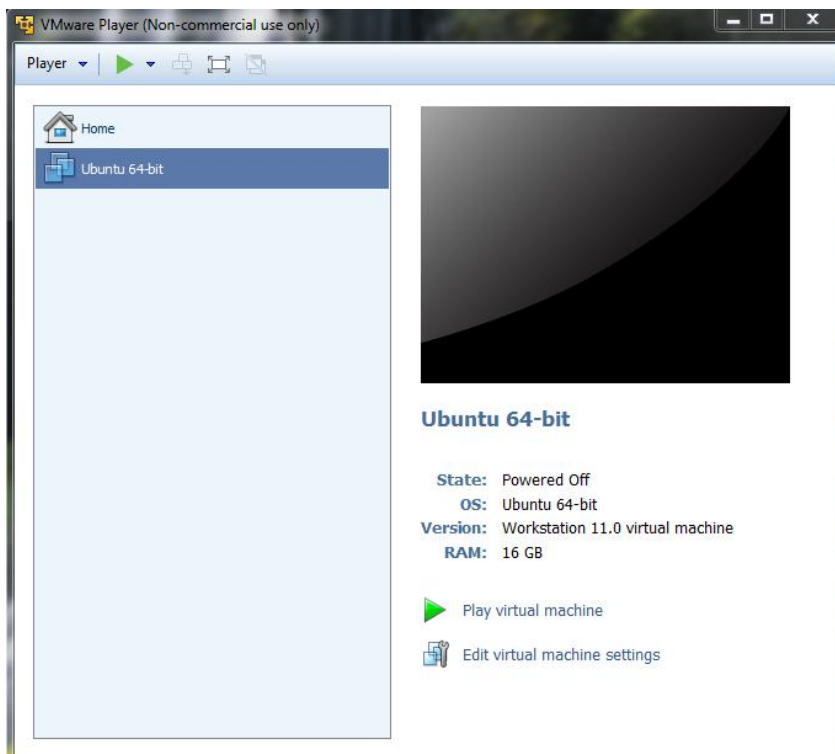 VMware Player (Non-commercial use only)
Player
Home
Ubuntu 64-bit
Ubuntu 64-bit
State: Powered Off
OS: Ubuntu 64-bit
Version: Workstation 11.0 virtual machine
RAM: 16 GB
Play virtual machine
Edit virtual machine settings